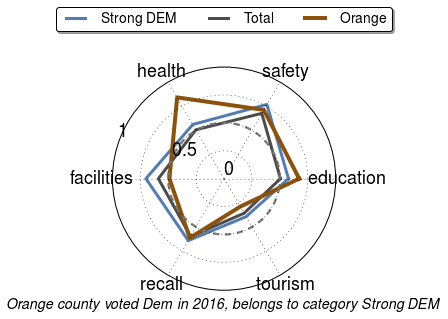 Strong DEM Total Orange
health safety
1
0.5
0
facilities education
recall tourism
Orange county voted Dem in 2016, belongs to category Strong DEM